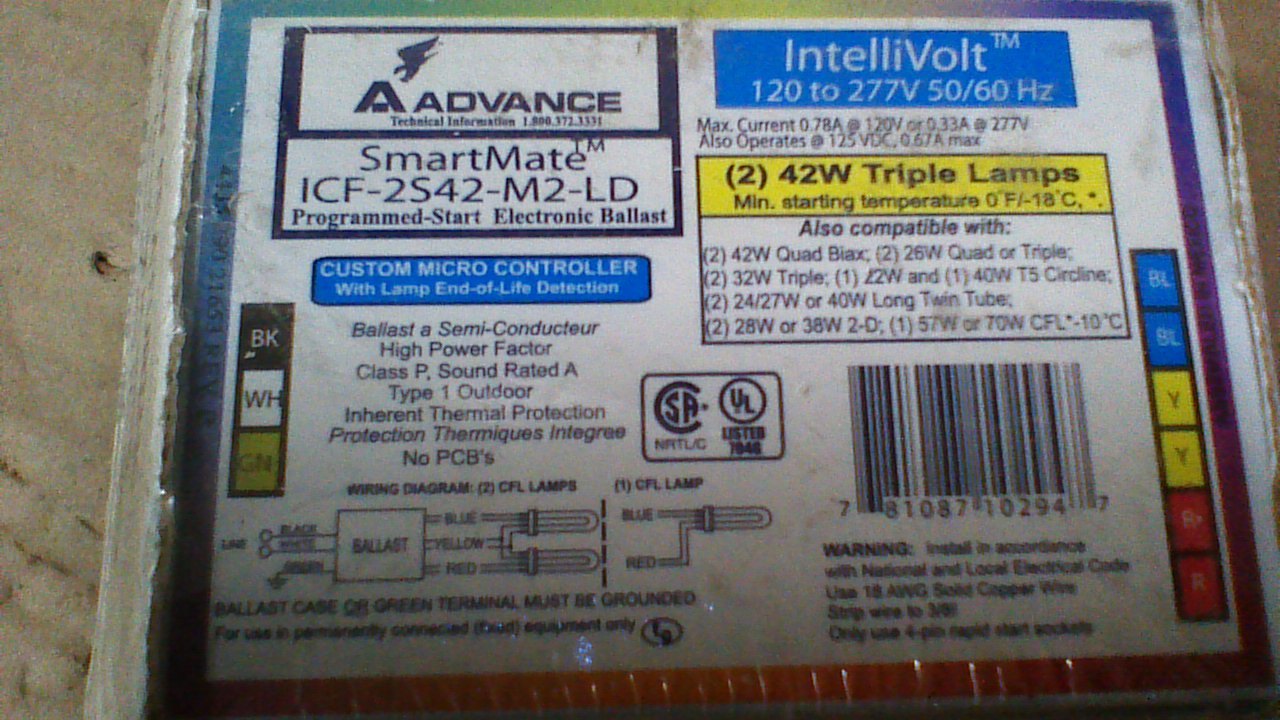 ADVANCE
Technical Information 1.800.372.3331
SmartMate™
ICF-2S42-M2-LD
Programmed-Start Electronic Ballast
IntelliVolt™
120 to 277V 50/60 Hz
Max. Current 0.78A @ 120V or 0.33A @ 277V
Also Operates @ 125 VDC, 0.67A max
(2) 42W Triple Lamps
Min. starting temperature 0°F/-18°C, *.
Also compatible with:
(2) 42W Quad Biax; (2) 26W Quad or Triple;
(2) 32W Triple; (1) 22W and (1) 40W T5 Circline;
(2) 24/27W or 40W Long Twin Tube;
(2) 28W or 38W 2-D; (1) 57W or 70W CFL*-10°C
CUSTOM MICRO CONTROLLER
With Lamp End-of-Life Detection
Ballast a Semi-Conducteur
High Power Factor
Class P, Sound Rated A
Type 1 Outdoor
Inherent Thermal Protection
Protection Thermiques Integree
No PCB's
BK
WH
GN
SA
NRTL/C
UL
LISTED
BL
BL
Y
Y
R
R
7 81087 10294 7
WIRING DIAGRAM: (2) CFL LAMPS
(1) CFL LAMP
LINE
BLACK
WHITE
GREEN
BALLAST
BLUE
YELLOW
RED
BLUE
RED
BALLAST CASE OR GREEN TERMINAL MUST BE GROUNDED
For use in permanently connected (fixed) equipment only
WARNING: Install in accordance
with National and Local Electrical Code
Use 18 AWG Solid Copper Wire
Strip wire to 3/8"
Only use 4-pin rapid start sockets